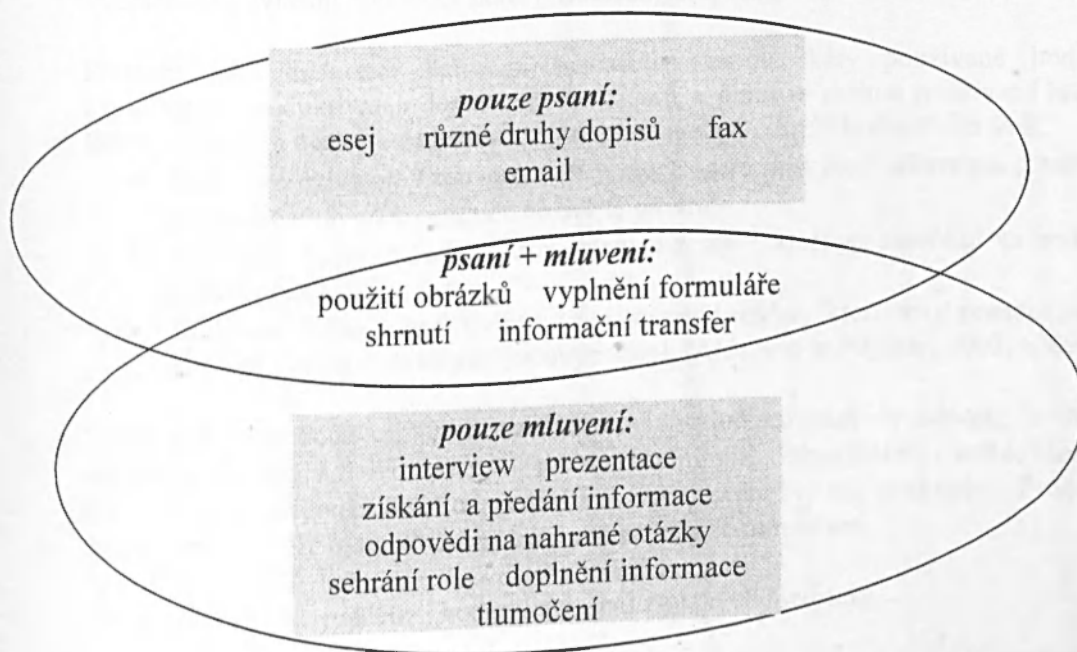 pouze psaní:
esej různé druhy dopisů fax
email
psaní + mluvení:
použití obrázků vyplnění formuláře
shrnutí informační transfer
pouze mluvení:
interview prezentace
získání a předání informace
odpovědi na nahrané otázky
sehrání role doplnění informace
tlumočení